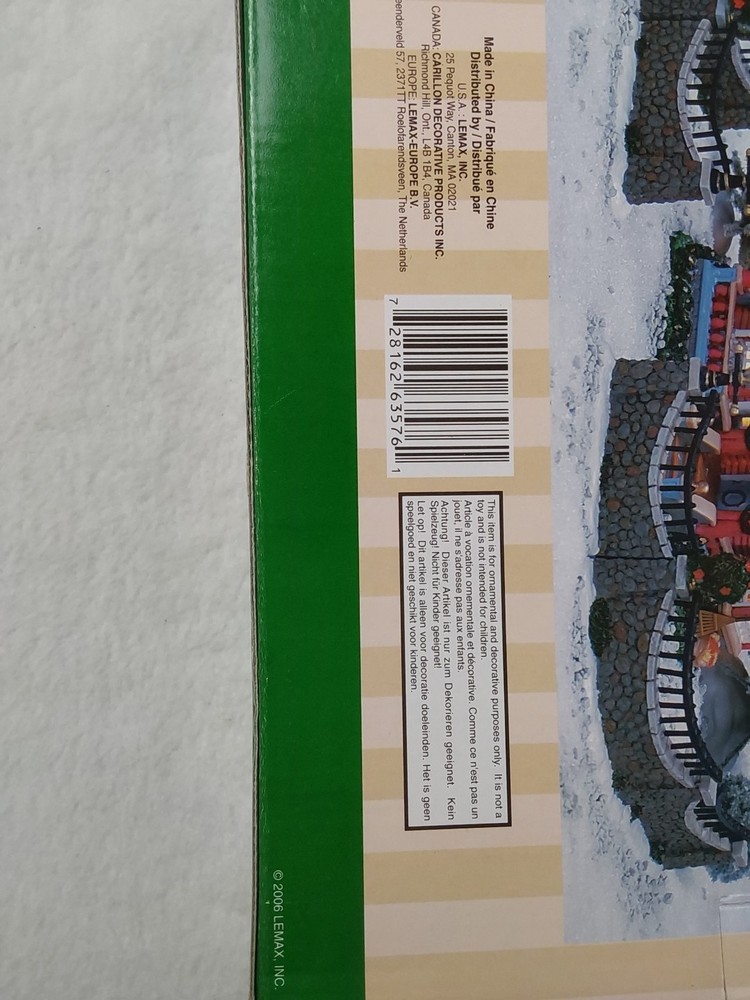 Made in China / Fabriqué en Chine
Distributed by / Distribué par
U.S.A.: LEMAX, INC.
25 Pequot Way, Canton, MA 02021
CANADA: CARILLON DECORATIVE PRODUCTS INC.
Richmond Hill, Ont., L4B 1B4, Canada
EUROPE: LEMAX-EUROPE B.V.
57, 2371TT Roelofarendsveen, The Netherlands
7 28162 63576 1
This item is for ornamental and decorative purposes only. It is not a
toy and is not intended for children.
Article à vocation ornementale et décorative. Comme ce n'est pas un
jouet, il ne s'adresse pas aux enfants.
Achtung! Dieser Artikel ist nur zum Dekorieren geeignet. Kein
Spielzeug! Nicht für Kinder geeignet!
Let op! Dit artikel is alleen voor decoratie doeleinden. Het is geen
speelgoed en niet geschikt voor kinderen.
© 2006 LEMAX, INC.